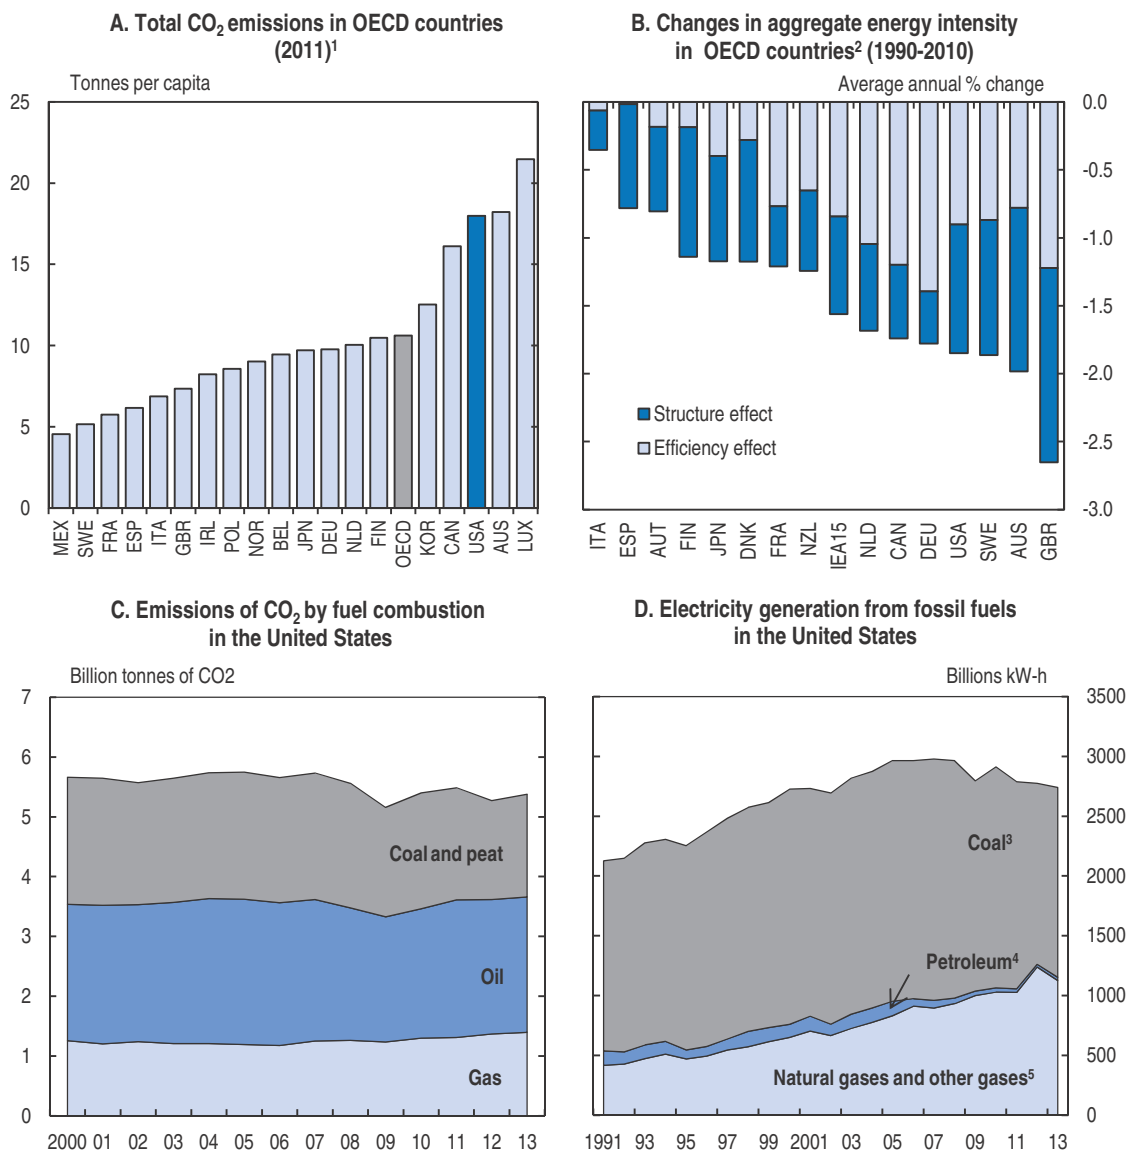 A. Total CO2 emissions in OECD countries
(2011)1
Tonnes per capita
25
20
15
10
5
0
MEX SWE FRA ESP ITA GBR IRL POL NOR BEL JPN DEU NLD FIN OECD KOR CAN USA AUS LUX
B. Changes in aggregate energy intensity
in OECD countries2 (1990-2010)
Average annual % change
0.0
-0.5
-1.0
-1.5
-2.0
-2.5
-3.0
Structure effect
Efficiency effect
ITA ESP AUT FIN JPN DNK FRA NZL IEA15 NLD CAN DEU USA SWE AUS GBR
C. Emissions of CO2 by fuel combustion
in the United States
Billion tonnes of CO2
7
6
5
4
3
2
1
0
Coal and peat
Oil
Gas
2000 01 02 03 04 05 06 07 08 09 10 11 12 13
D. Electricity generation from fossil fuels
in the United States
Billions kW-h
3500
3000
2500
2000
1500
1000
500
0
Coal3
Petroleum4
Natural gases and other gases5
1991 93 95 97 99 2001 03 05 07 09 11 13